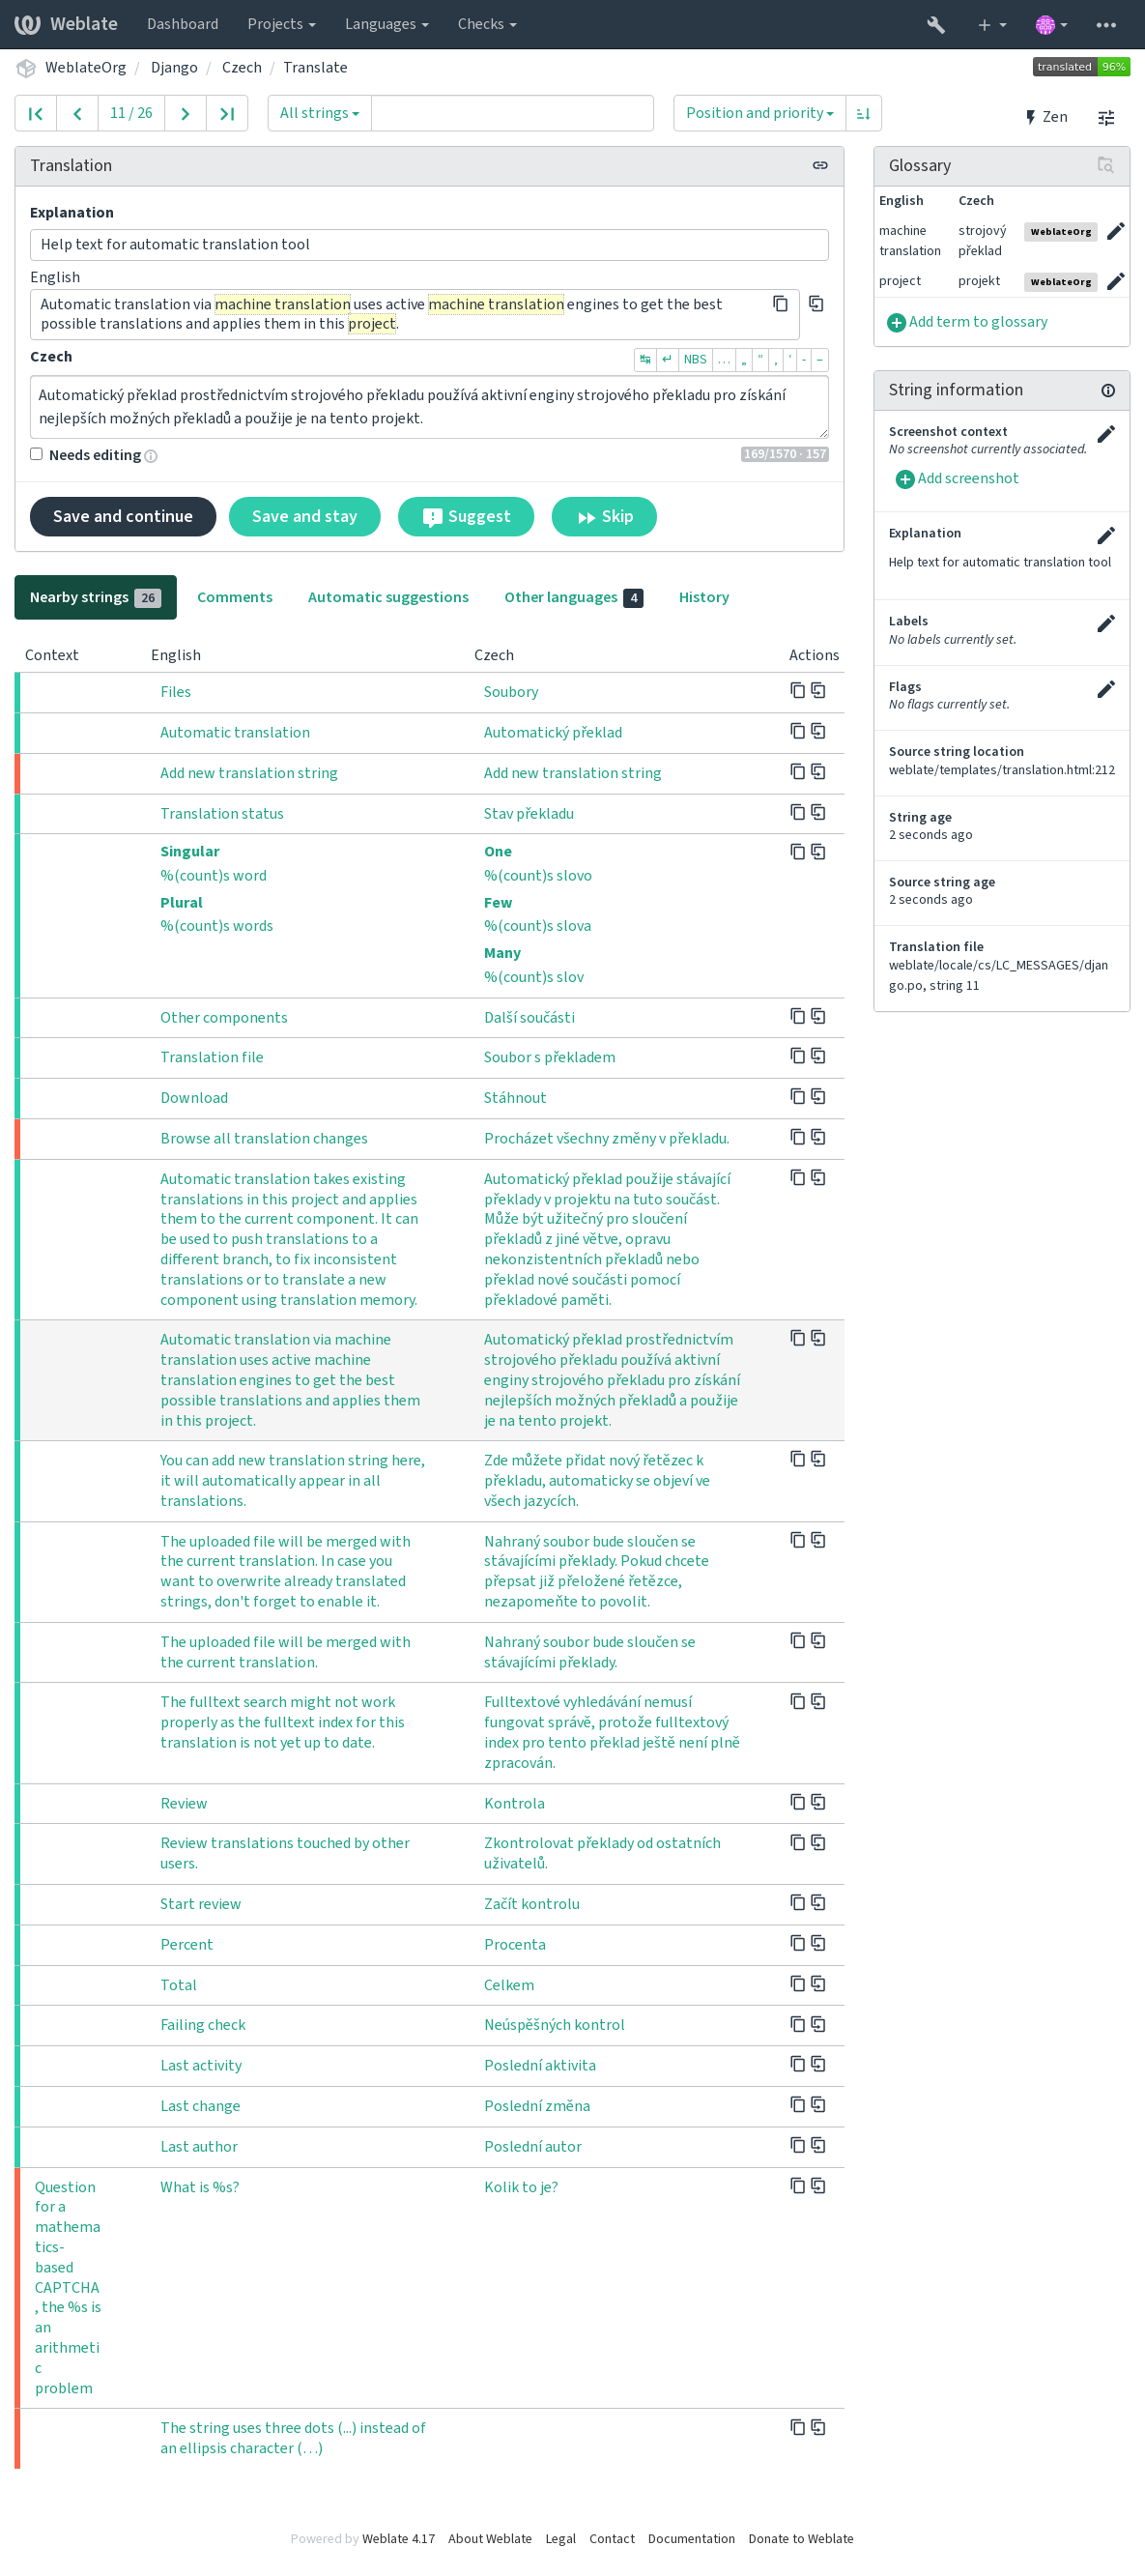 Weblate Dashboard Projects Languages Checks
WeblateOrg / Django / Czech / Translate
translated 96%
11 / 26
All strings
Position and priority
Zen
Translation
Explanation
Help text for automatic translation tool
English
Automatic translation via machine translation uses active machine translation engines to get the best
possible translations and applies them in this project.
Czech
↹ ↵ NBS … „ “ ‚ ‘ - –
Automatický překlad prostřednictvím strojového překladu používá aktivní enginy strojového překladu pro získání
nejlepších možných překladů a použije je na tento projekt.
Needs editing
169/1570 · 157
Save and continue Save and stay Suggest Skip
Glossary
English Czech
machine
translation
strojový
překlad
WeblateOrg
project projekt WeblateOrg
Add term to glossary
String information
Screenshot context
No screenshot currently associated.
Add screenshot
Explanation
Help text for automatic translation tool
Labels
No labels currently set.
Flags
No flags currently set.
Source string location
weblate/templates/translation.html:212
String age
2 seconds ago
Source string age
2 seconds ago
Translation file
weblate/locale/cs/LC_MESSAGES/djan
go.po, string 11
Nearby strings 26 Comments Automatic suggestions Other languages 4 History
Context English Czech Actions
Files Soubory
Automatic translation Automatický překlad
Add new translation string Add new translation string
Translation status Stav překladu
Singular
%(count)s word
Plural
%(count)s words
One
%(count)s slovo
Few
%(count)s slova
Many
%(count)s slov
Other components Další součásti
Translation file Soubor s překladem
Download Stáhnout
Browse all translation changes Procházet všechny změny v překladu.
Automatic translation takes existing
translations in this project and applies
them to the current component. It can
be used to push translations to a
different branch, to fix inconsistent
translations or to translate a new
component using translation memory.
Automatický překlad použije stávající
překlady v projektu na tuto součást.
Může být užitečný pro sloučení
překladů z jiné větve, opravu
nekonzistentních překladů nebo
překlad nové součásti pomocí
překladové paměti.
Automatic translation via machine
translation uses active machine
translation engines to get the best
possible translations and applies them
in this project.
Automatický překlad prostřednictvím
strojového překladu používá aktivní
enginy strojového překladu pro získání
nejlepších možných překladů a použije
je na tento projekt.
You can add new translation string here,
it will automatically appear in all
translations.
Zde můžete přidat nový řetězec k
překladu, automaticky se objeví ve
všech jazycích.
The uploaded file will be merged with
the current translation. In case you
want to overwrite already translated
strings, don't forget to enable it.
Nahraný soubor bude sloučen se
stávajícími překlady. Pokud chcete
přepsat již přeložené řetězce,
nezapomeňte to povolit.
The uploaded file will be merged with
the current translation.
Nahraný soubor bude sloučen se
stávajícími překlady.
The fulltext search might not work
properly as the fulltext index for this
translation is not yet up to date.
Fulltextové vyhledávání nemusí
fungovat správě, protože fulltextový
index pro tento překlad ještě není plně
zpracován.
Review Kontrola
Review translations touched by other
users.
Zkontrolovat překlady od ostatních
uživatelů.
Start review Začít kontrolu
Percent Procenta
Total Celkem
Failing check Neúspěšných kontrol
Last activity Poslední aktivita
Last change Poslední změna
Last author Poslední autor
Question
for a
mathema
tics-
based
CAPTCHA
, the %s is
an
arithmeti
c
problem
What is %s? Kolik to je?
The string uses three dots (...) instead of
an ellipsis character (…)
Powered by Weblate 4.17 About Weblate Legal Contact Documentation Donate to Weblate